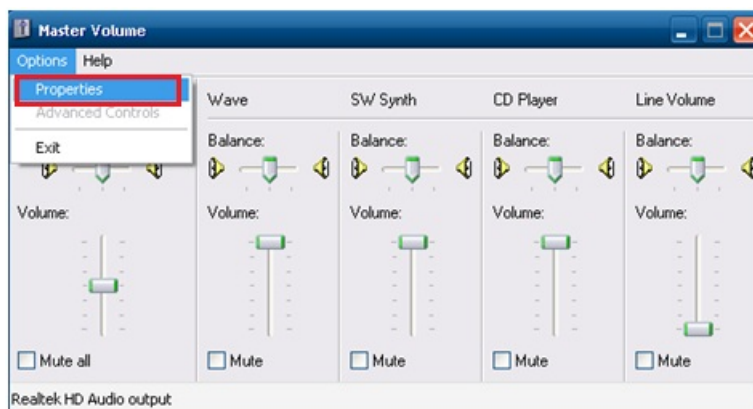 Master Volume
Options Help
Properties
Advanced Controls
Exit
Wave SW Synth CD Player Line Volume
Balance: Balance: Balance: Balance:
Volume: Volume: Volume: Volume: Volume:
Mute all Mute Mute Mute Mute
Realtek HD Audio output